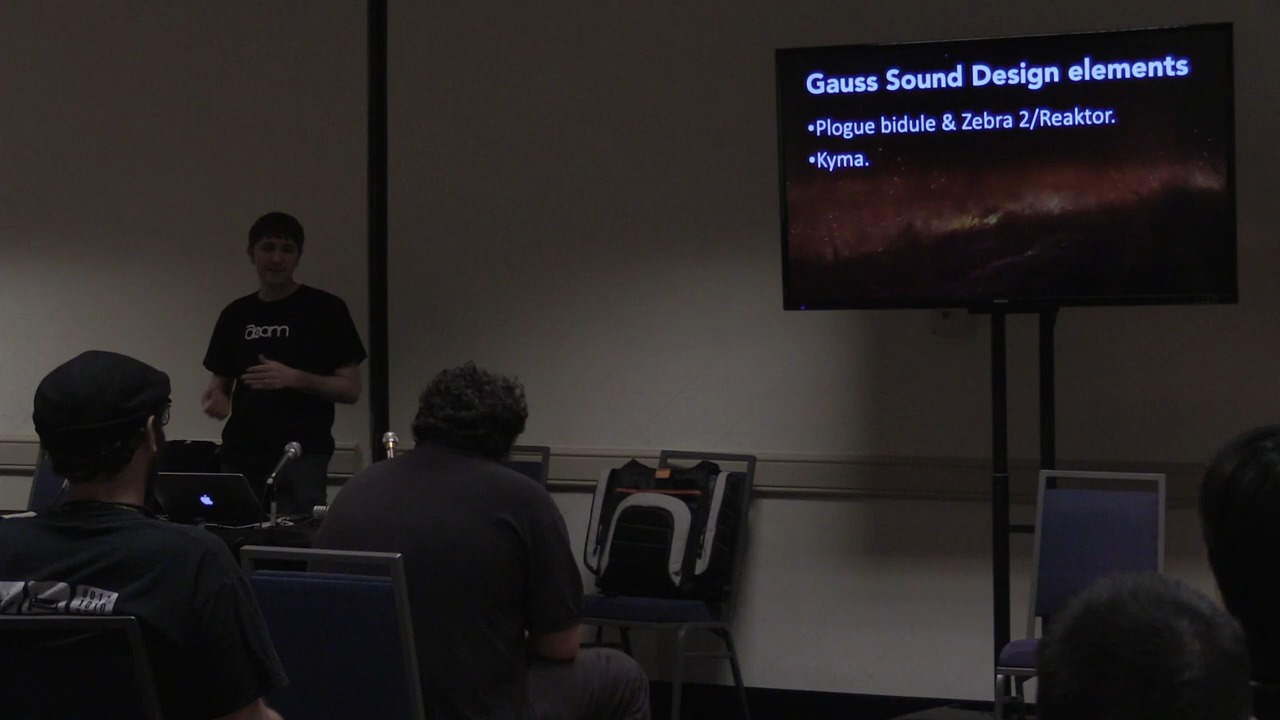 Gauss Sound Design elements
•Plogue bidule & Zebra 2/Reaktor.
•Kyma.